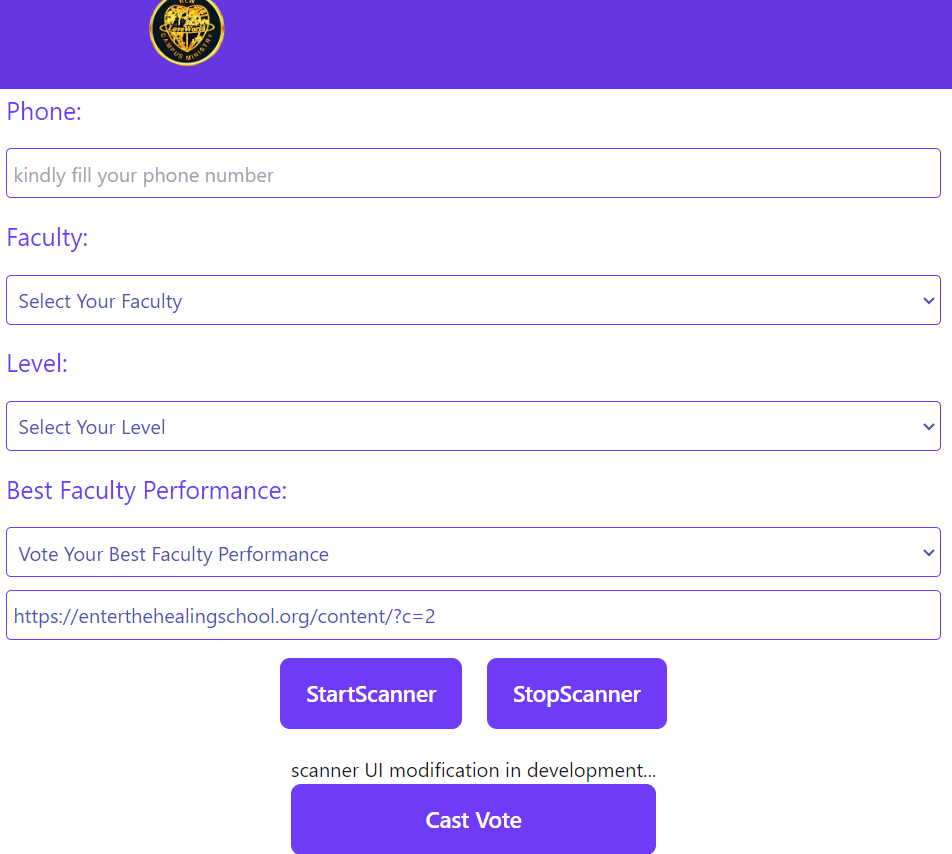 BLW
LoveWorld
CAMPUS MINISTRY
Phone:
kindly fill your phone number
Faculty:
Select Your Faculty
Level:
Select Your Level
Best Faculty Performance:
Vote Your Best Faculty Performance
https://enterthehealingschool.org/content/?c=2
StartScanner StopScanner
scanner UI modification in development...
Cast Vote